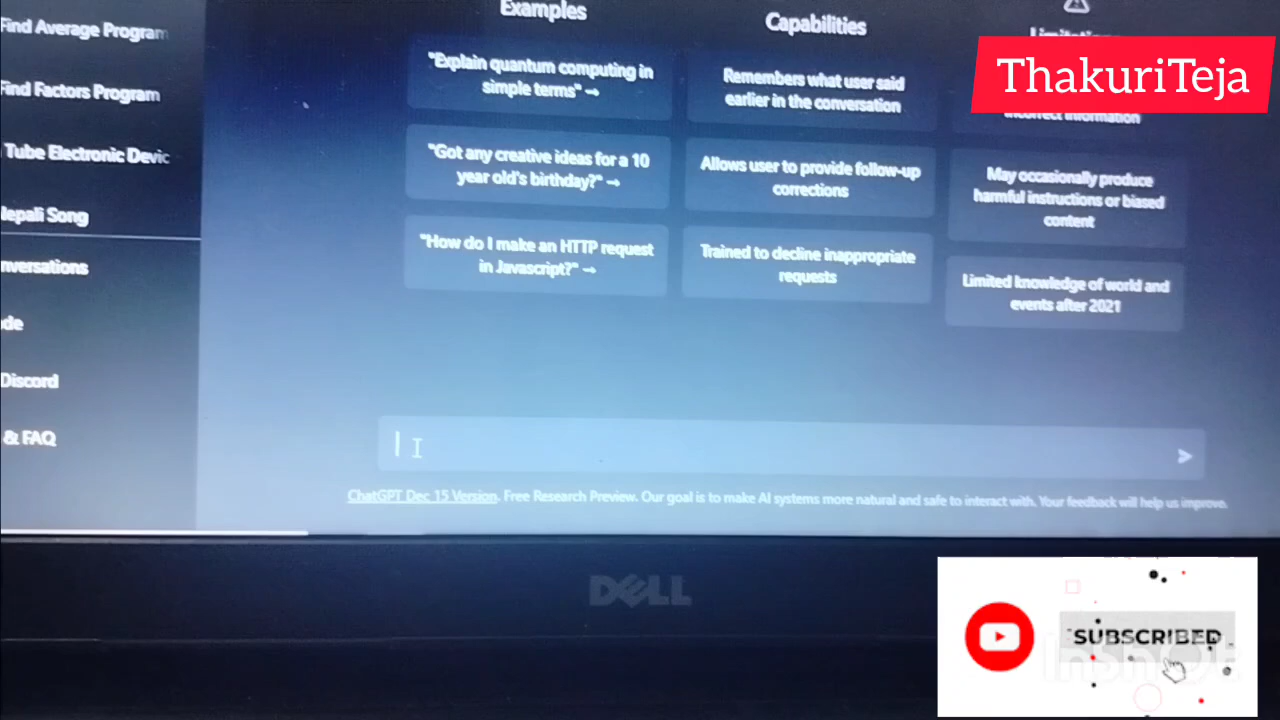 Find Average Program
Find Factors Program
Tube Electronic Devic
Nepali Song
nversations
de
Discord
& FAQ
Examples
"Explain quantum computing in
simple terms" →
"Got any creative ideas for a 10
year old's birthday?" →
"How do I make an HTTP request
in Javascript?" →
Capabilities
Remembers what user said
earlier in the conversation
Allows user to provide follow-up
corrections
Trained to decline inappropriate
requests
ThakuriTeja
incorrect information
May occasionally produce
harmful instructions or biased
content
Limited knowledge of world and
events after 2021
ChatGPT Dec 15 Version. Free Research Preview. Our goal is to make AI systems more natural and safe to interact with. Your feedback will help us improve.
DELL
SUBSCRIBED
InShOt